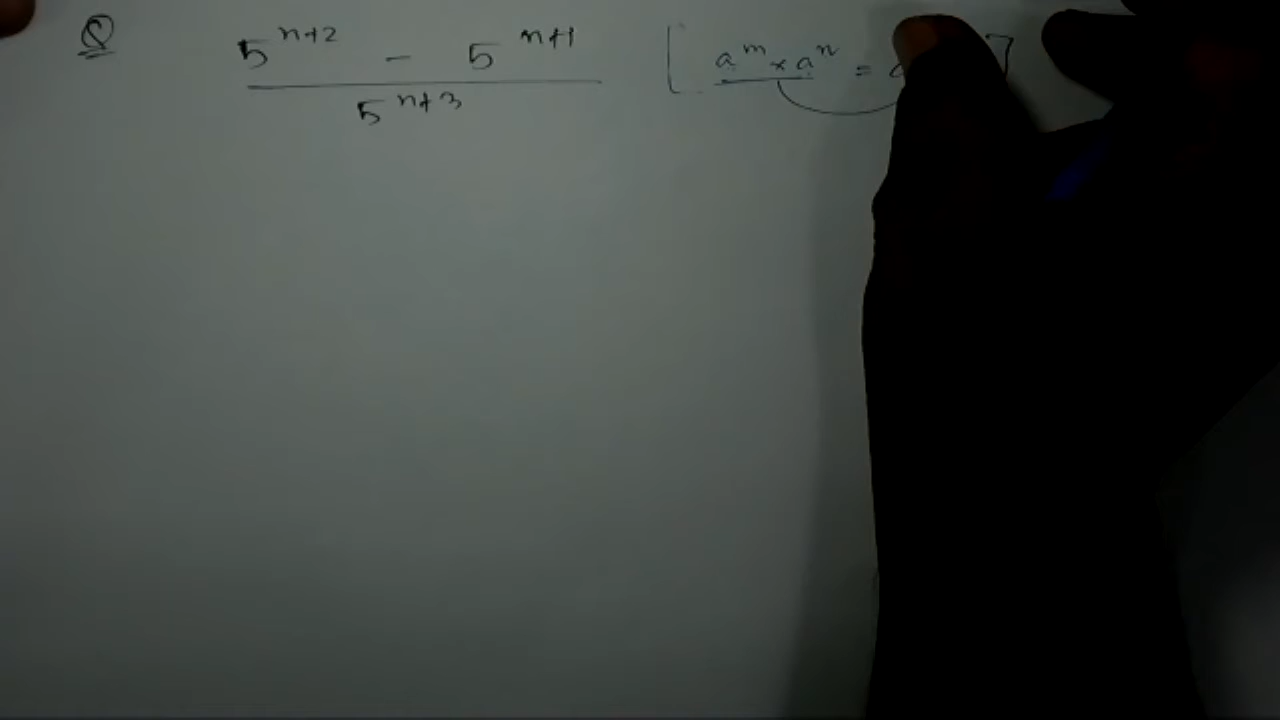 Q 5^{n+2} - 5^{n+1} [ a^m × a^n = ]
5^{n+3}